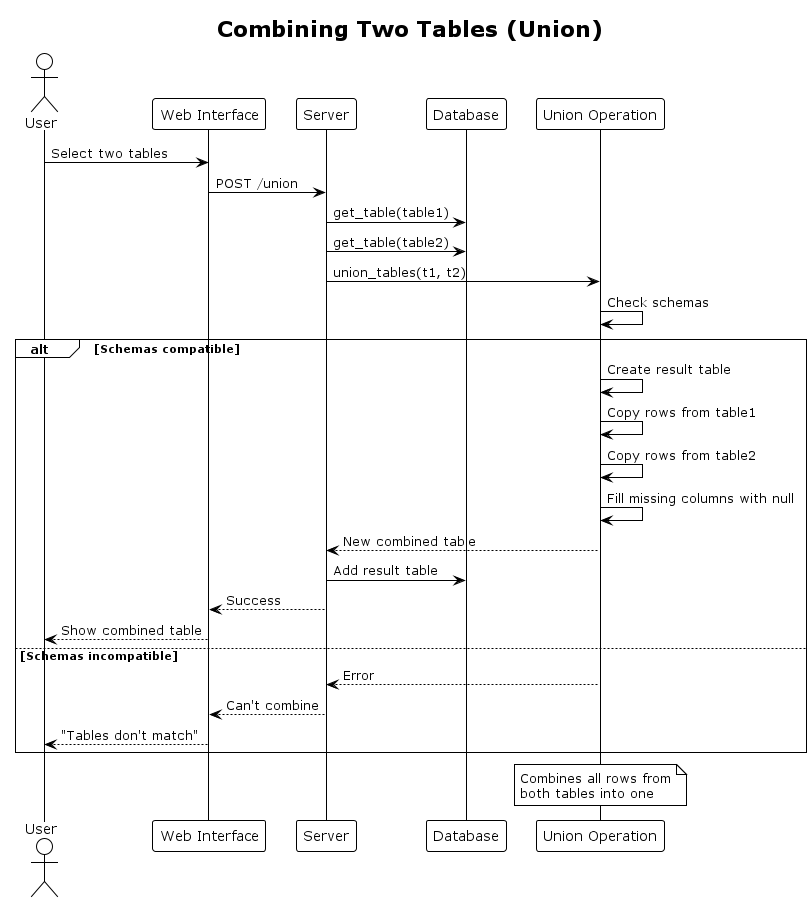 Combining Two Tables (Union)
User
Web Interface
Server
Database
Union Operation
Select two tables
POST /union
get_table(table1)
get_table(table2)
union_tables(t1, t2)
Check schemas
alt
[Schemas compatible]
Create result table
Copy rows from table1
Copy rows from table2
Fill missing columns with null
New combined table
Add result table
Success
Show combined table
[Schemas incompatible]
Error
Can't combine
"Tables don't match"
Combines all rows from
both tables into one
User
Web Interface
Server
Database
Union Operation